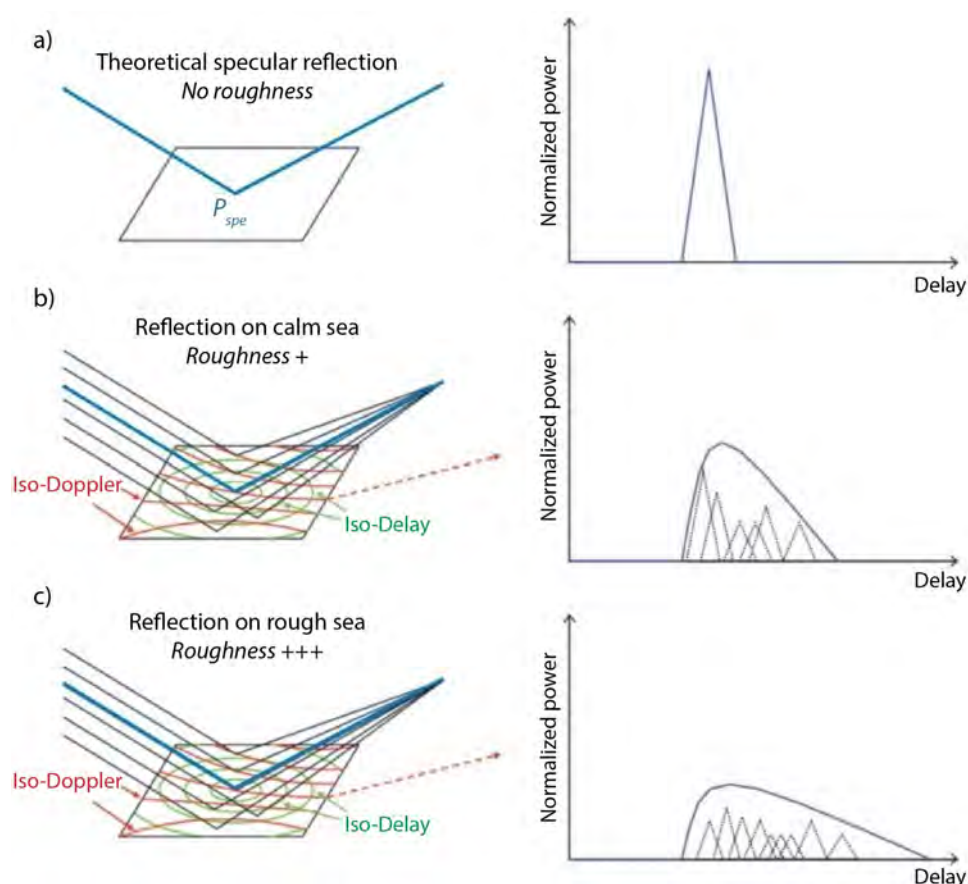 a)
Theoretical specular reflection
No roughness
P_spe
Normalized power
Delay
b)
Reflection on calm sea
Roughness +
Iso-Doppler
Iso-Delay
Normalized power
Delay
c)
Reflection on rough sea
Roughness +++
Iso-Doppler
Iso-Delay
Normalized power
Delay